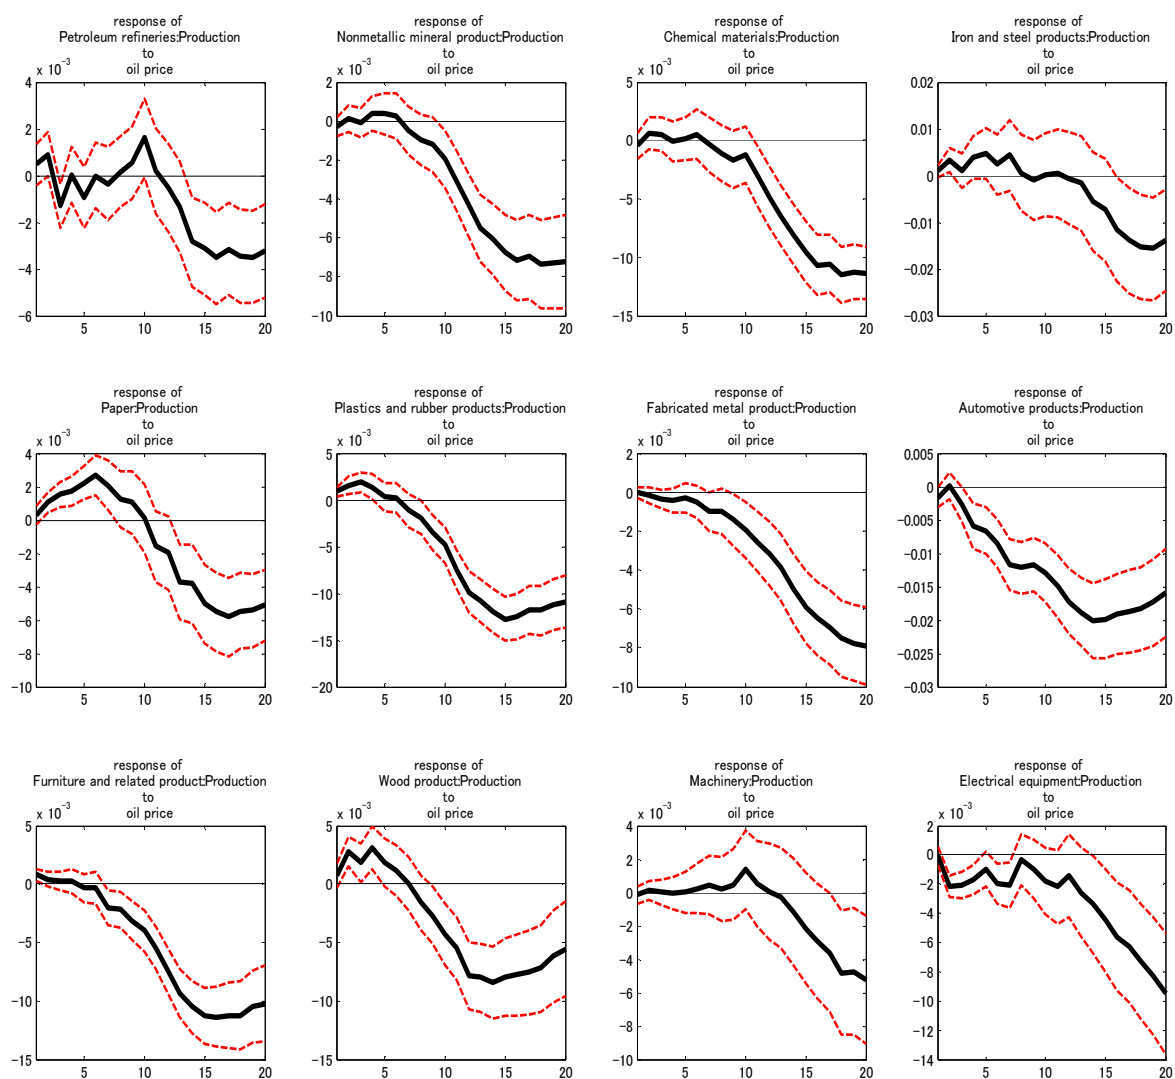 response of
Petroleum refineries:Production
to
oil price
x 10⁻³
4
2
0
-2
-4
-6
5
10
15
20
response of
Nonmetallic mineral product:Production
to
oil price
x 10⁻³
2
0
-2
-4
-6
-8
-10
5
10
15
20
response of
Chemical materials:Production
to
oil price
x 10⁻³
5
0
-5
-10
-15
5
10
15
20
response of
Iron and steel products:Production
to
oil price
0.02
0.01
0
-0.01
-0.02
-0.03
5
10
15
20
response of
Paper:Production
to
oil price
x 10⁻³
4
2
0
-2
-4
-6
-8
-10
5
10
15
20
response of
Plastics and rubber products:Production
to
oil price
x 10⁻³
5
0
-5
-10
-15
-20
5
10
15
20
response of
Fabricated metal product:Production
to
oil price
x 10⁻³
2
0
-2
-4
-6
-8
-10
5
10
15
20
response of
Automotive products:Production
to
oil price
0.005
0
-0.005
-0.01
-0.015
-0.02
-0.025
-0.03
5
10
15
20
response of
Furniture and related product:Production
to
oil price
x 10⁻³
5
0
-5
-10
-15
5
10
15
20
response of
Wood product:Production
to
oil price
x 10⁻³
5
0
-5
-10
-15
5
10
15
20
response of
Machinery:Production
to
oil price
x 10⁻³
4
2
0
-2
-4
-6
-8
-10
5
10
15
20
response of
Electrical equipment:Production
to
oil price
x 10⁻³
2
0
-2
-4
-6
-8
-10
-12
-14
5
10
15
20